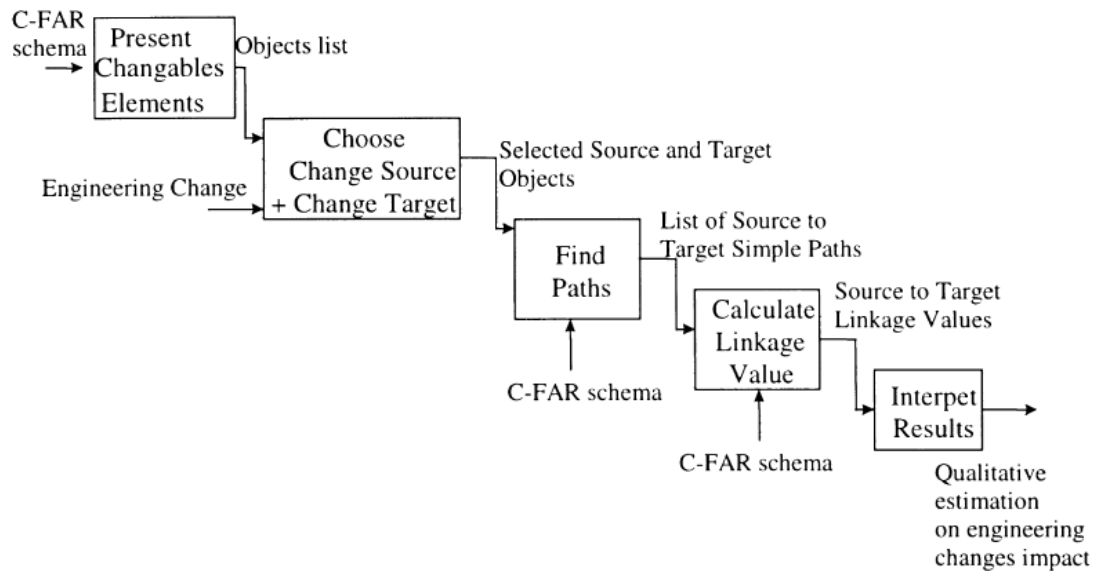 C-FAR
schema
Present
Changables
Elements
Objects list
Choose
Change Source
+ Change Target
Engineering Change
Selected Source and Target
Objects
Find
Paths
C-FAR schema
List of Source to
Target Simple Paths
Calculate
Linkage
Value
C-FAR schema
Source to Target
Linkage Values
Interpet
Results
Qualitative
estimation
on engineering
changes impact